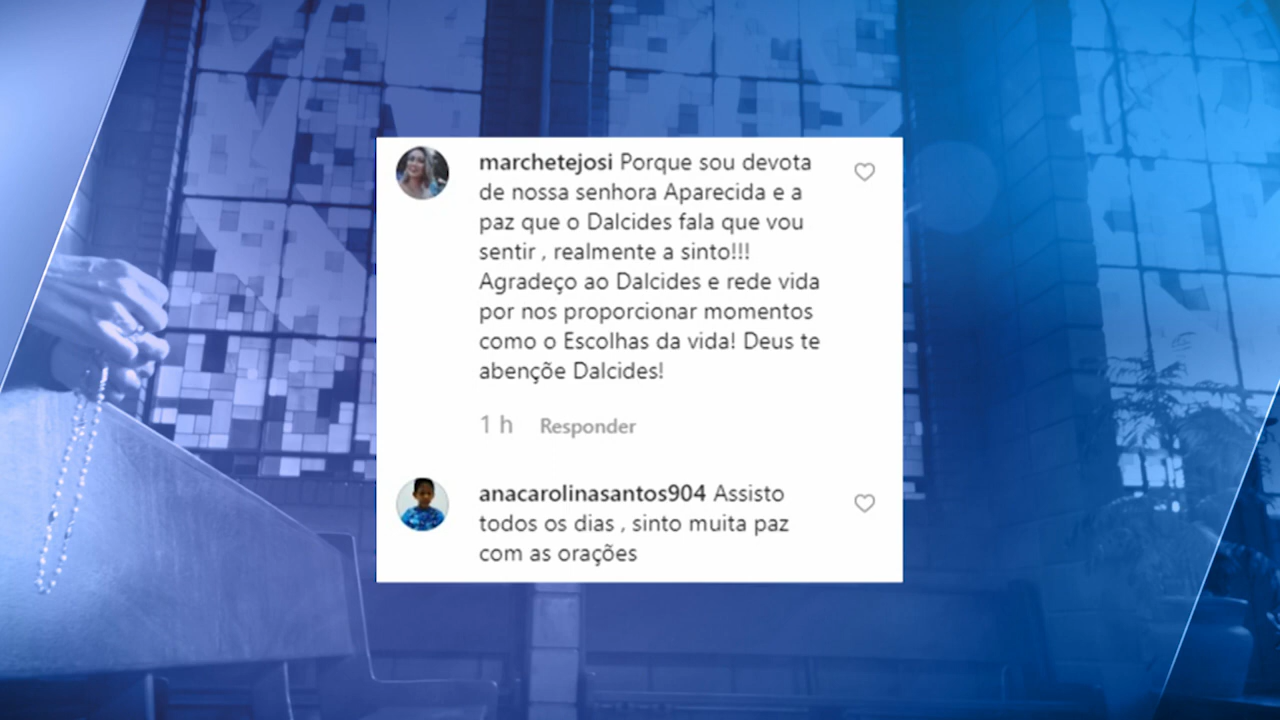 marchetejosi Porque sou devota
de nossa senhora Aparecida e a
paz que o Dalcides fala que vou
sentir , realmente a sinto!!!
Agradeço ao Dalcides e rede vida
por nos proporcionar momentos
como o Escolhas da vida! Deus te
abençõe Dalcides!
1 h Responder
anacarolinasantos904 Assisto
todos os dias , sinto muita paz
com as orações